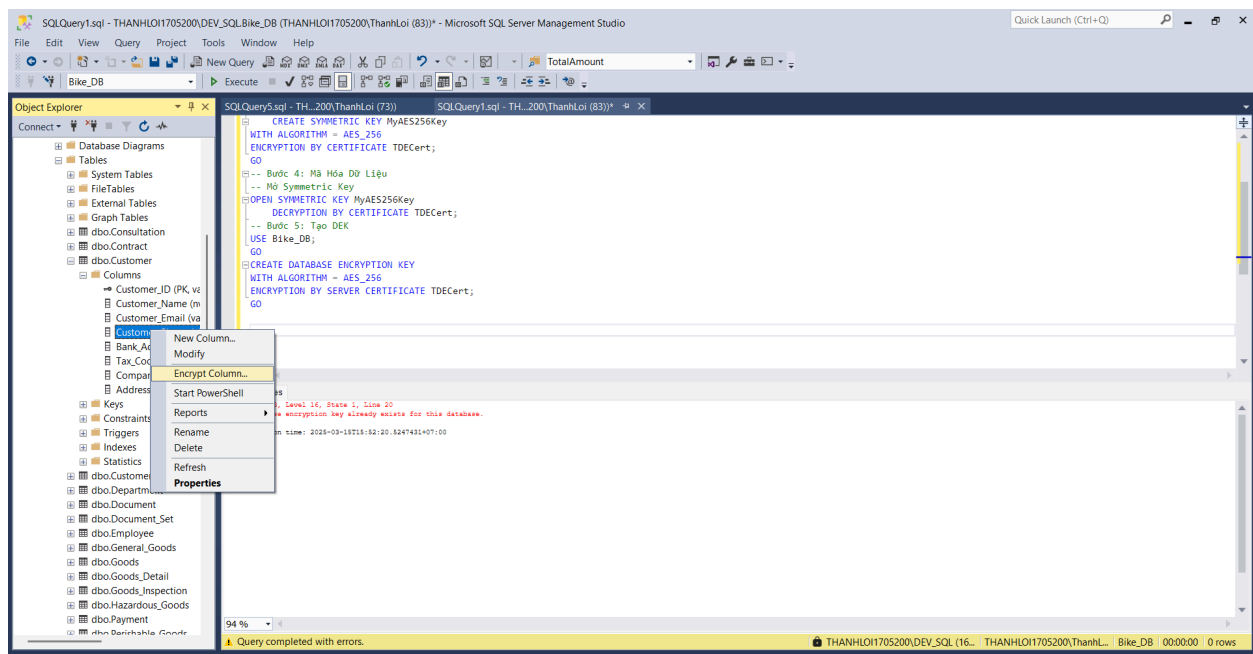 SQLQuery1.sql - THANHLOI1705200\DEV_SQL.Bike_DB (THANHLOI1705200\ThanhLoi (83))* - Microsoft SQL Server Management Studio
Quick Launch (Ctrl+Q)
File Edit View Query Project Tools Window Help
New Query
TotalAmount
Bike_DB
Execute
Object Explorer
SQLQuery5.sql - TH...200\ThanhLoi (73))
SQLQuery1.sql - TH...200\ThanhLoi (83))*
Connect
Database Diagrams
Tables
System Tables
FileTables
External Tables
Graph Tables
dbo.Consultation
dbo.Contract
dbo.Customer
Columns
Customer_ID (PK, va
Customer_Name (n
Customer_Email (va
Custom
Bank_A
Tax_Co
Compar
Address
Keys
Constraints
Triggers
Indexes
Statistics
dbo.Custome
dbo.Departm
dbo.Document
dbo.Document_Set
dbo.Employee
dbo.General_Goods
dbo.Goods
dbo.Goods_Detail
dbo.Goods_Inspection
dbo.Hazardous_Goods
dbo.Payment
dbo.Perishable_Goods
New Column...
Modify
Encrypt Column...
Start PowerShell
Reports
Rename
Delete
Refresh
Properties
CREATE SYMMETRIC KEY MyAES256Key
WITH ALGORITHM = AES_256
ENCRYPTION BY CERTIFICATE TDECert;
GO
-- Bước 4: Mã Hóa Dữ Liệu
-- Mở Symmetric Key
OPEN SYMMETRIC KEY MyAES256Key
DECRYPTION BY CERTIFICATE TDECert;
-- Bước 5: Tạo DEK
USE Bike_DB;
GO
CREATE DATABASE ENCRYPTION KEY
WITH ALGORITHM = AES_256
ENCRYPTION BY SERVER CERTIFICATE TDECert;
GO
es
, Level 16, State 1, Line 20
e encryption key already exists for this database.
n time: 2025-03-15T15:52:20.5247431+07:00
94 %
Query completed with errors.
THANHLOI1705200\DEV_SQL (16...
THANHLOI1705200\ThanhL...
Bike_DB
00:00:00
0 rows